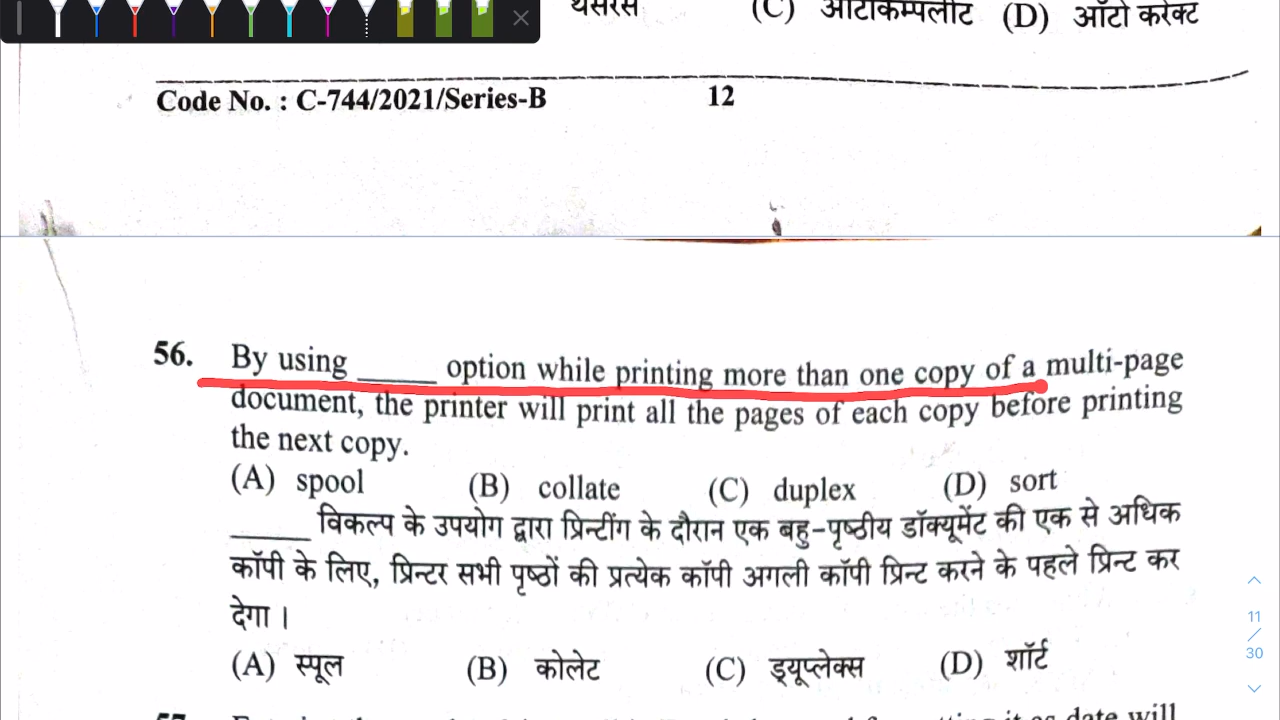 (C) ऑटोकम्पलीट (D) ऑटो करेक्ट
Code No. : C-744/2021/Series-B 12
56. By using _____ option while printing more than one copy of a multi-page
document, the printer will print all the pages of each copy before printing
the next copy.
(A) spool (B) collate (C) duplex (D) sort
_____ विकल्प के उपयोग द्वारा प्रिन्टींग के दौरान एक बहु-पृष्ठीय डॉक्यूमेंट की एक से अधिक
कॉपी के लिए, प्रिन्टर सभी पृष्ठों की प्रत्येक कॉपी अगली कॉपी प्रिन्ट करने के पहले प्रिन्ट कर
देगा ।
(A) स्पूल (B) कोलेट (C) ड्यूप्लेक्स (D) शॉर्ट
11
/
30